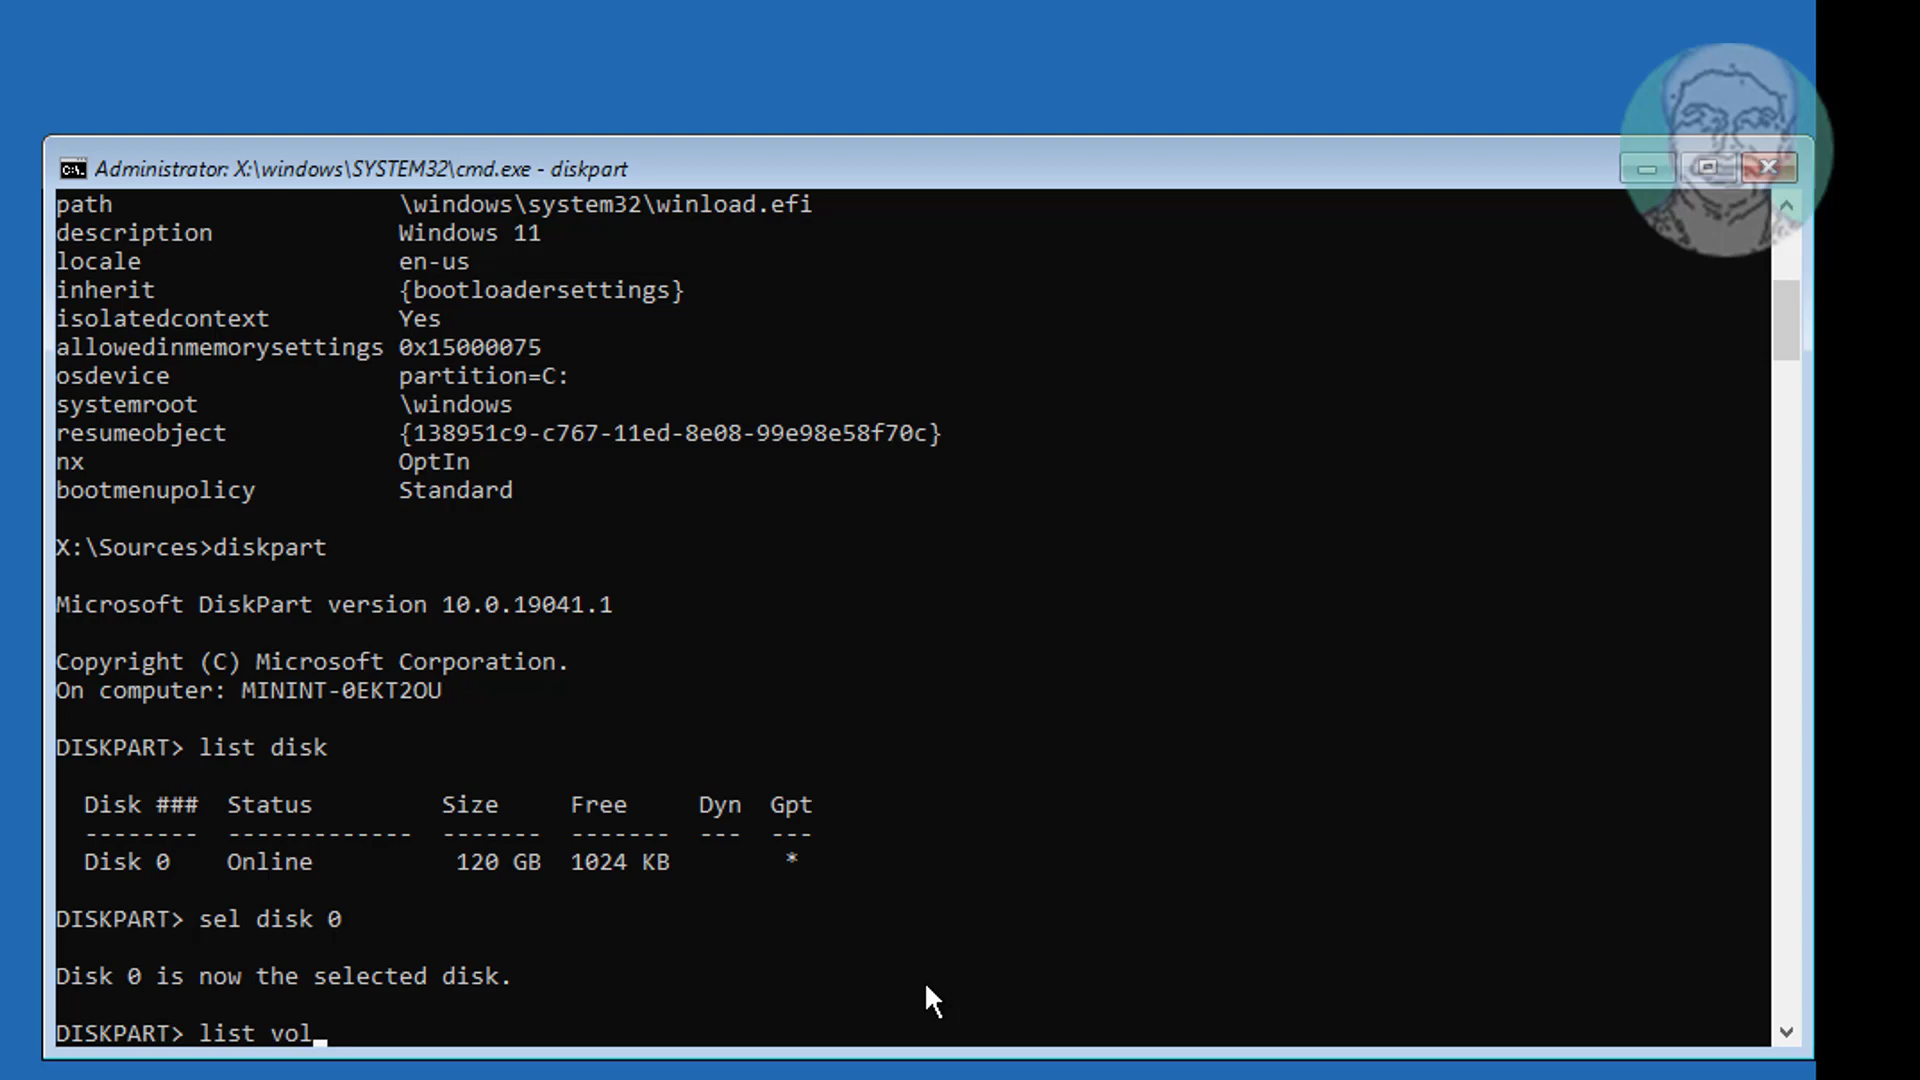 Administrator: X:\windows\SYSTEM32\cmd.exe - diskpart
path \windows\system32\winload.efi
description Windows 11
locale en-us
inherit {bootloadersettings}
isolatedcontext Yes
allowedinmemorysettings 0x15000075
osdevice partition=C:
systemroot \windows
resumeobject {138951c9-c767-11ed-8e08-99e98e58f70c}
nx OptIn
bootmenupolicy Standard
X:\Sources>diskpart
Microsoft DiskPart version 10.0.19041.1
Copyright (C) Microsoft Corporation.
On computer: MININT-0EKT2OU
DISKPART> list disk
Disk ### Status Size Free Dyn Gpt
-------- ------------- ------- ------- --- ---
Disk 0 Online 120 GB 1024 KB *
DISKPART> sel disk 0
Disk 0 is now the selected disk.
DISKPART> list vol